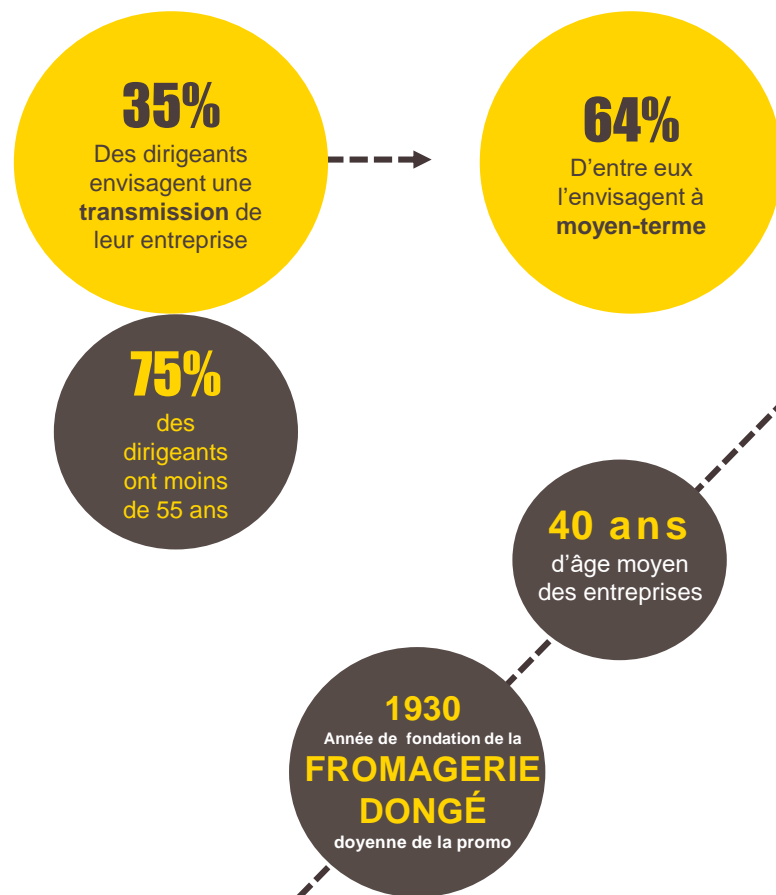 35%
Des dirigeants
envisagent une
transmission de
leur entreprise
64%
D'entre eux
l'envisagent à
moyen-terme
75%
des
dirigeants
ont moins
de 55 ans
40 ans
d'âge moyen
des entreprises
1930
Année de fondation de la
FROMAGERIE
DONGÉ
doyenne de la promo